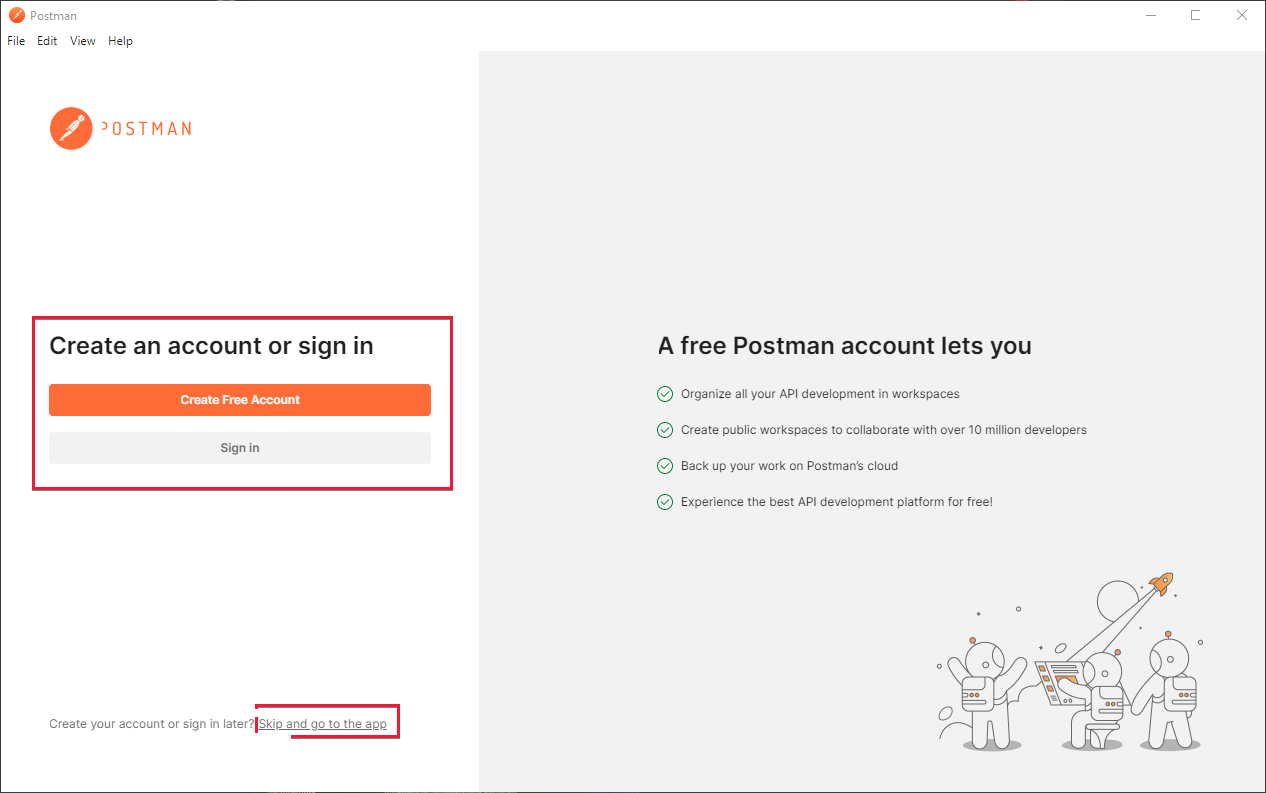 Postman
File Edit View Help
POSTMAN
Create an account or sign in
Create Free Account
Sign in
Create your account or sign in later? Skip and go to the app
A free Postman account lets you
Organize all your API development in workspaces
Create public workspaces to collaborate with over 10 million developers
Back up your work on Postman's cloud
Experience the best API development platform for free!